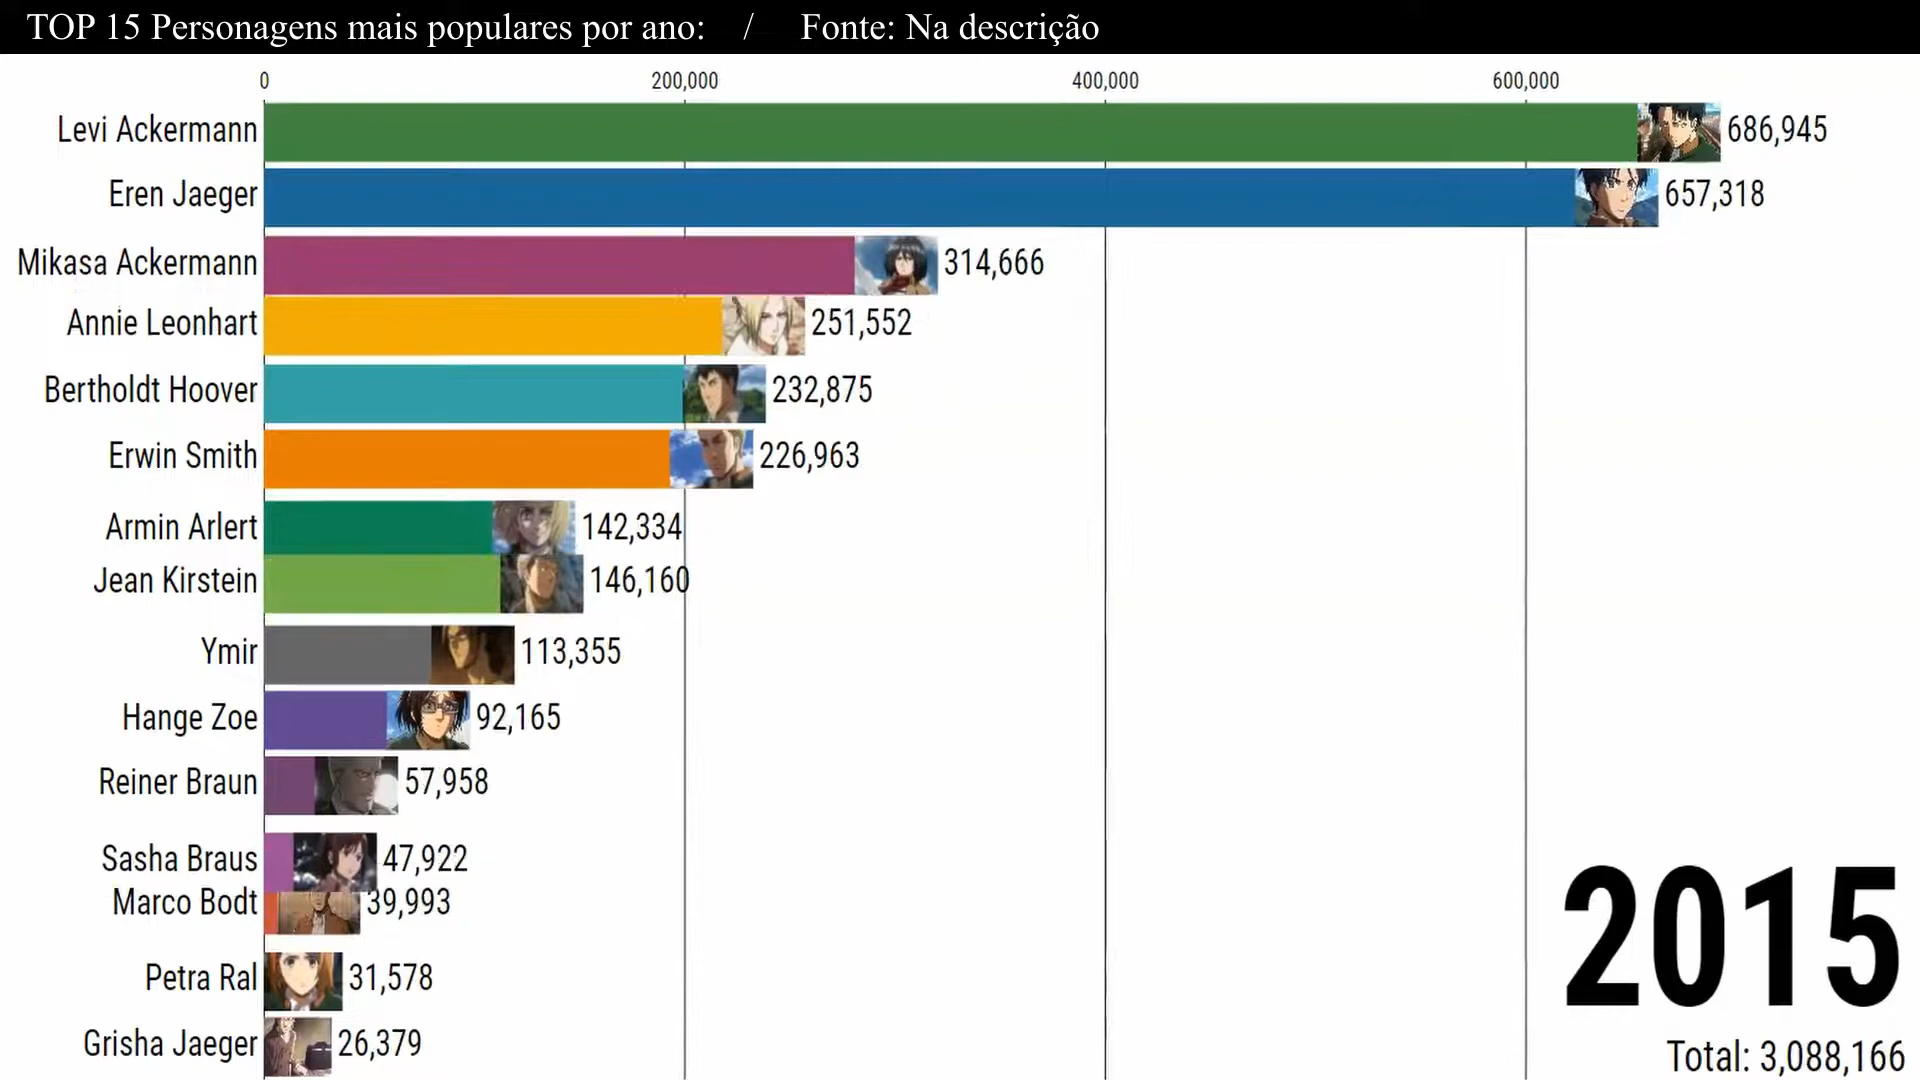 TOP 15 Personagens mais populares por ano: / Fonte: Na descrição
0 200,000 400,000 600,000
Levi Ackermann 686,945
Eren Jaeger 657,318
Mikasa Ackermann 314,666
Annie Leonhart 251,552
Bertholdt Hoover 232,875
Erwin Smith 226,963
Armin Arlert 142,334
Jean Kirstein 146,160
Ymir 113,355
Hange Zoe 92,165
Reiner Braun 57,958
Sasha Braus 47,922
Marco Bodt 39,993
Petra Ral 31,578
Grisha Jaeger 26,379
2015
Total: 3,088,166